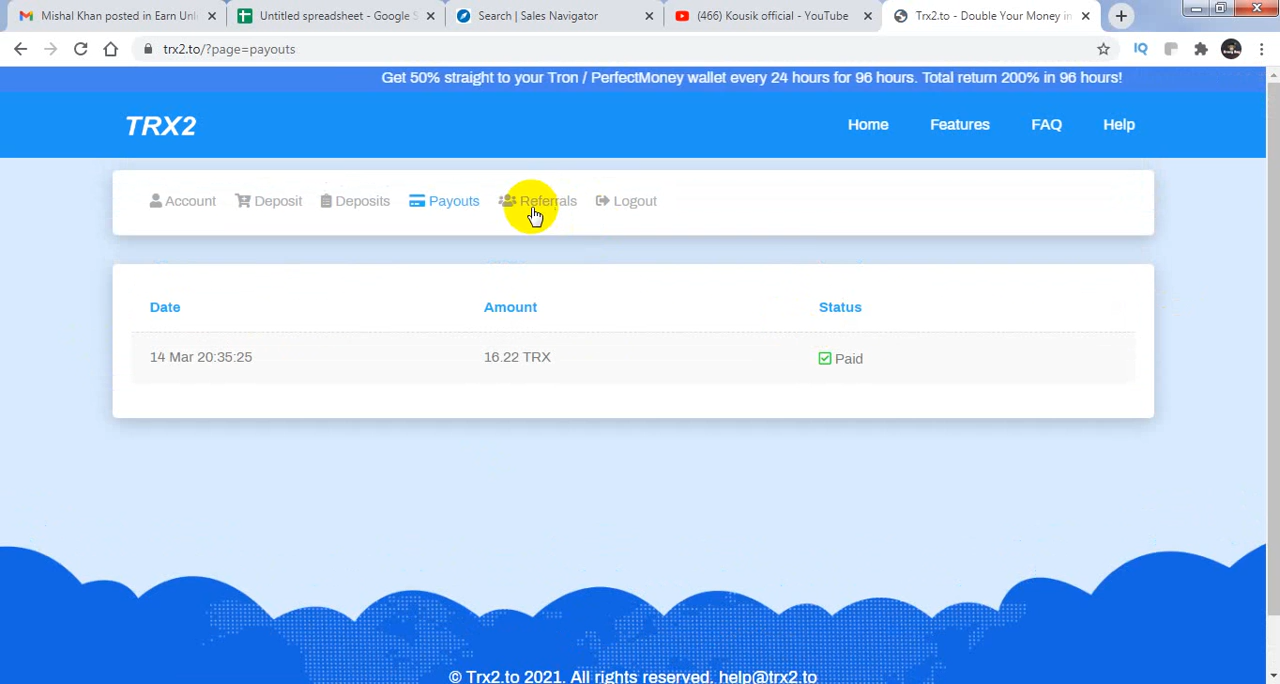 Mishal Khan posted in Earn Unl
Untitled spreadsheet - Google S
Search | Sales Navigator
(466) Kousik official - YouTube
Trx2.to - Double Your Money in
trx2.to/?page=payouts
IQ
Get 50% straight to your Tron / PerfectMoney wallet every 24 hours for 96 hours. Total return 200% in 96 hours!
TRX2
Home Features FAQ Help
Account Deposit Deposits Payouts Referrals Logout
Date Amount Status
14 Mar 20:35:25 16.22 TRX Paid
© Trx2.to 2021. All rights reserved. help@trx2.to